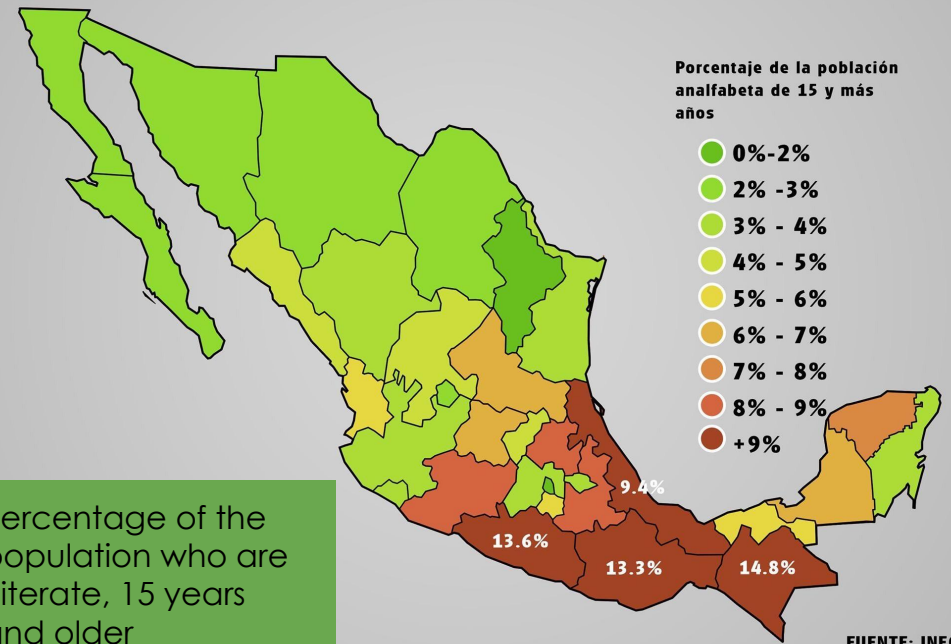 Porcentaje de la población
analfabeta de 15 y más
años
0%-2%
2% -3%
3% - 4%
4% - 5%
5% - 6%
6% - 7%
7% - 8%
8% - 9%
+9%
9.4%
13.6%
13.3%
14.8%
ercentage of the
population who are
literate, 15 years
and older
FUENTE: INEG